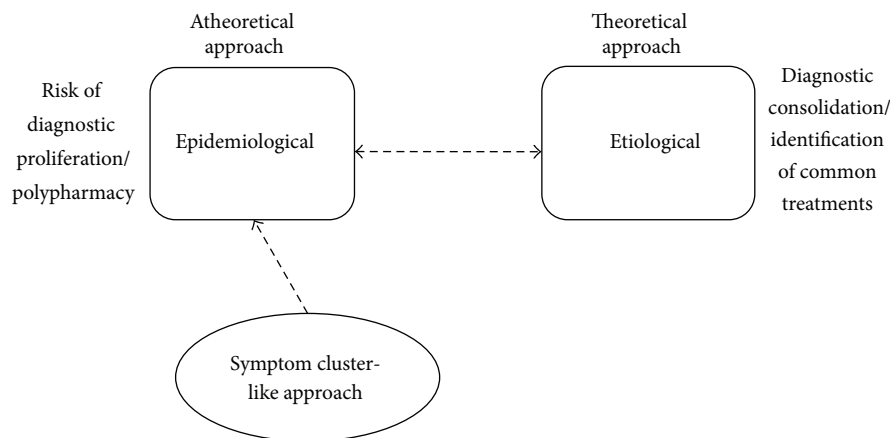 Atheoretical
approach
Theoretical
approach
Risk of
diagnostic
proliferation/
polypharmacy
Epidemiological
Etiological
Diagnostic
consolidation/
identification
of common
treatments
Symptom cluster-
like approach